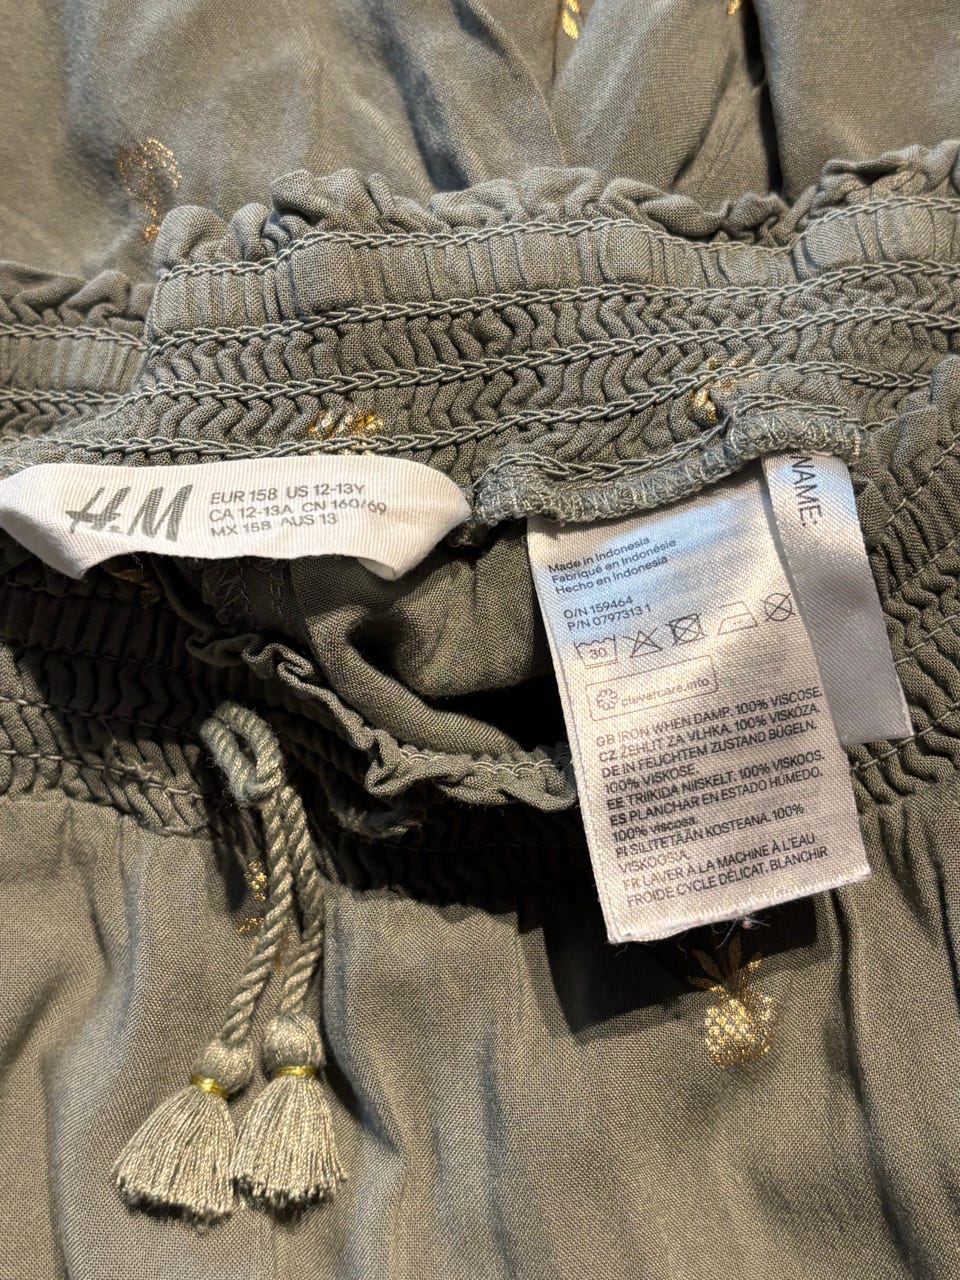 H&M
EUR 158 US 12-13Y
CA 12-13A CN 160/69
MX 158 AUS 13
NAME:
Made in Indonesia
Fabriqué en Indonésie
Hecho en Indonesia
O/N 159464
P/N 0797313 1
30
clevercare.info
GB IRON WHEN DAMP. 100% VISCOSE.
CZ ŽEHLIT ZA VLHKA. 100% VISKÓZA.
DE IN FEUCHTEM ZUSTAND BÜGELN.
100% VISKOSE.
EE TRIIKIDA NIISKELT. 100% VISKOOS.
ES PLANCHAR EN ESTADO HÚMEDO.
100% viscosa.
FI SILITETÄÄN KOSTEANA. 100%
VISKOOSIA.
FR LAVER À LA MACHINE À L'EAU
FROIDE CYCLE DÉLICAT. BLANCHIR